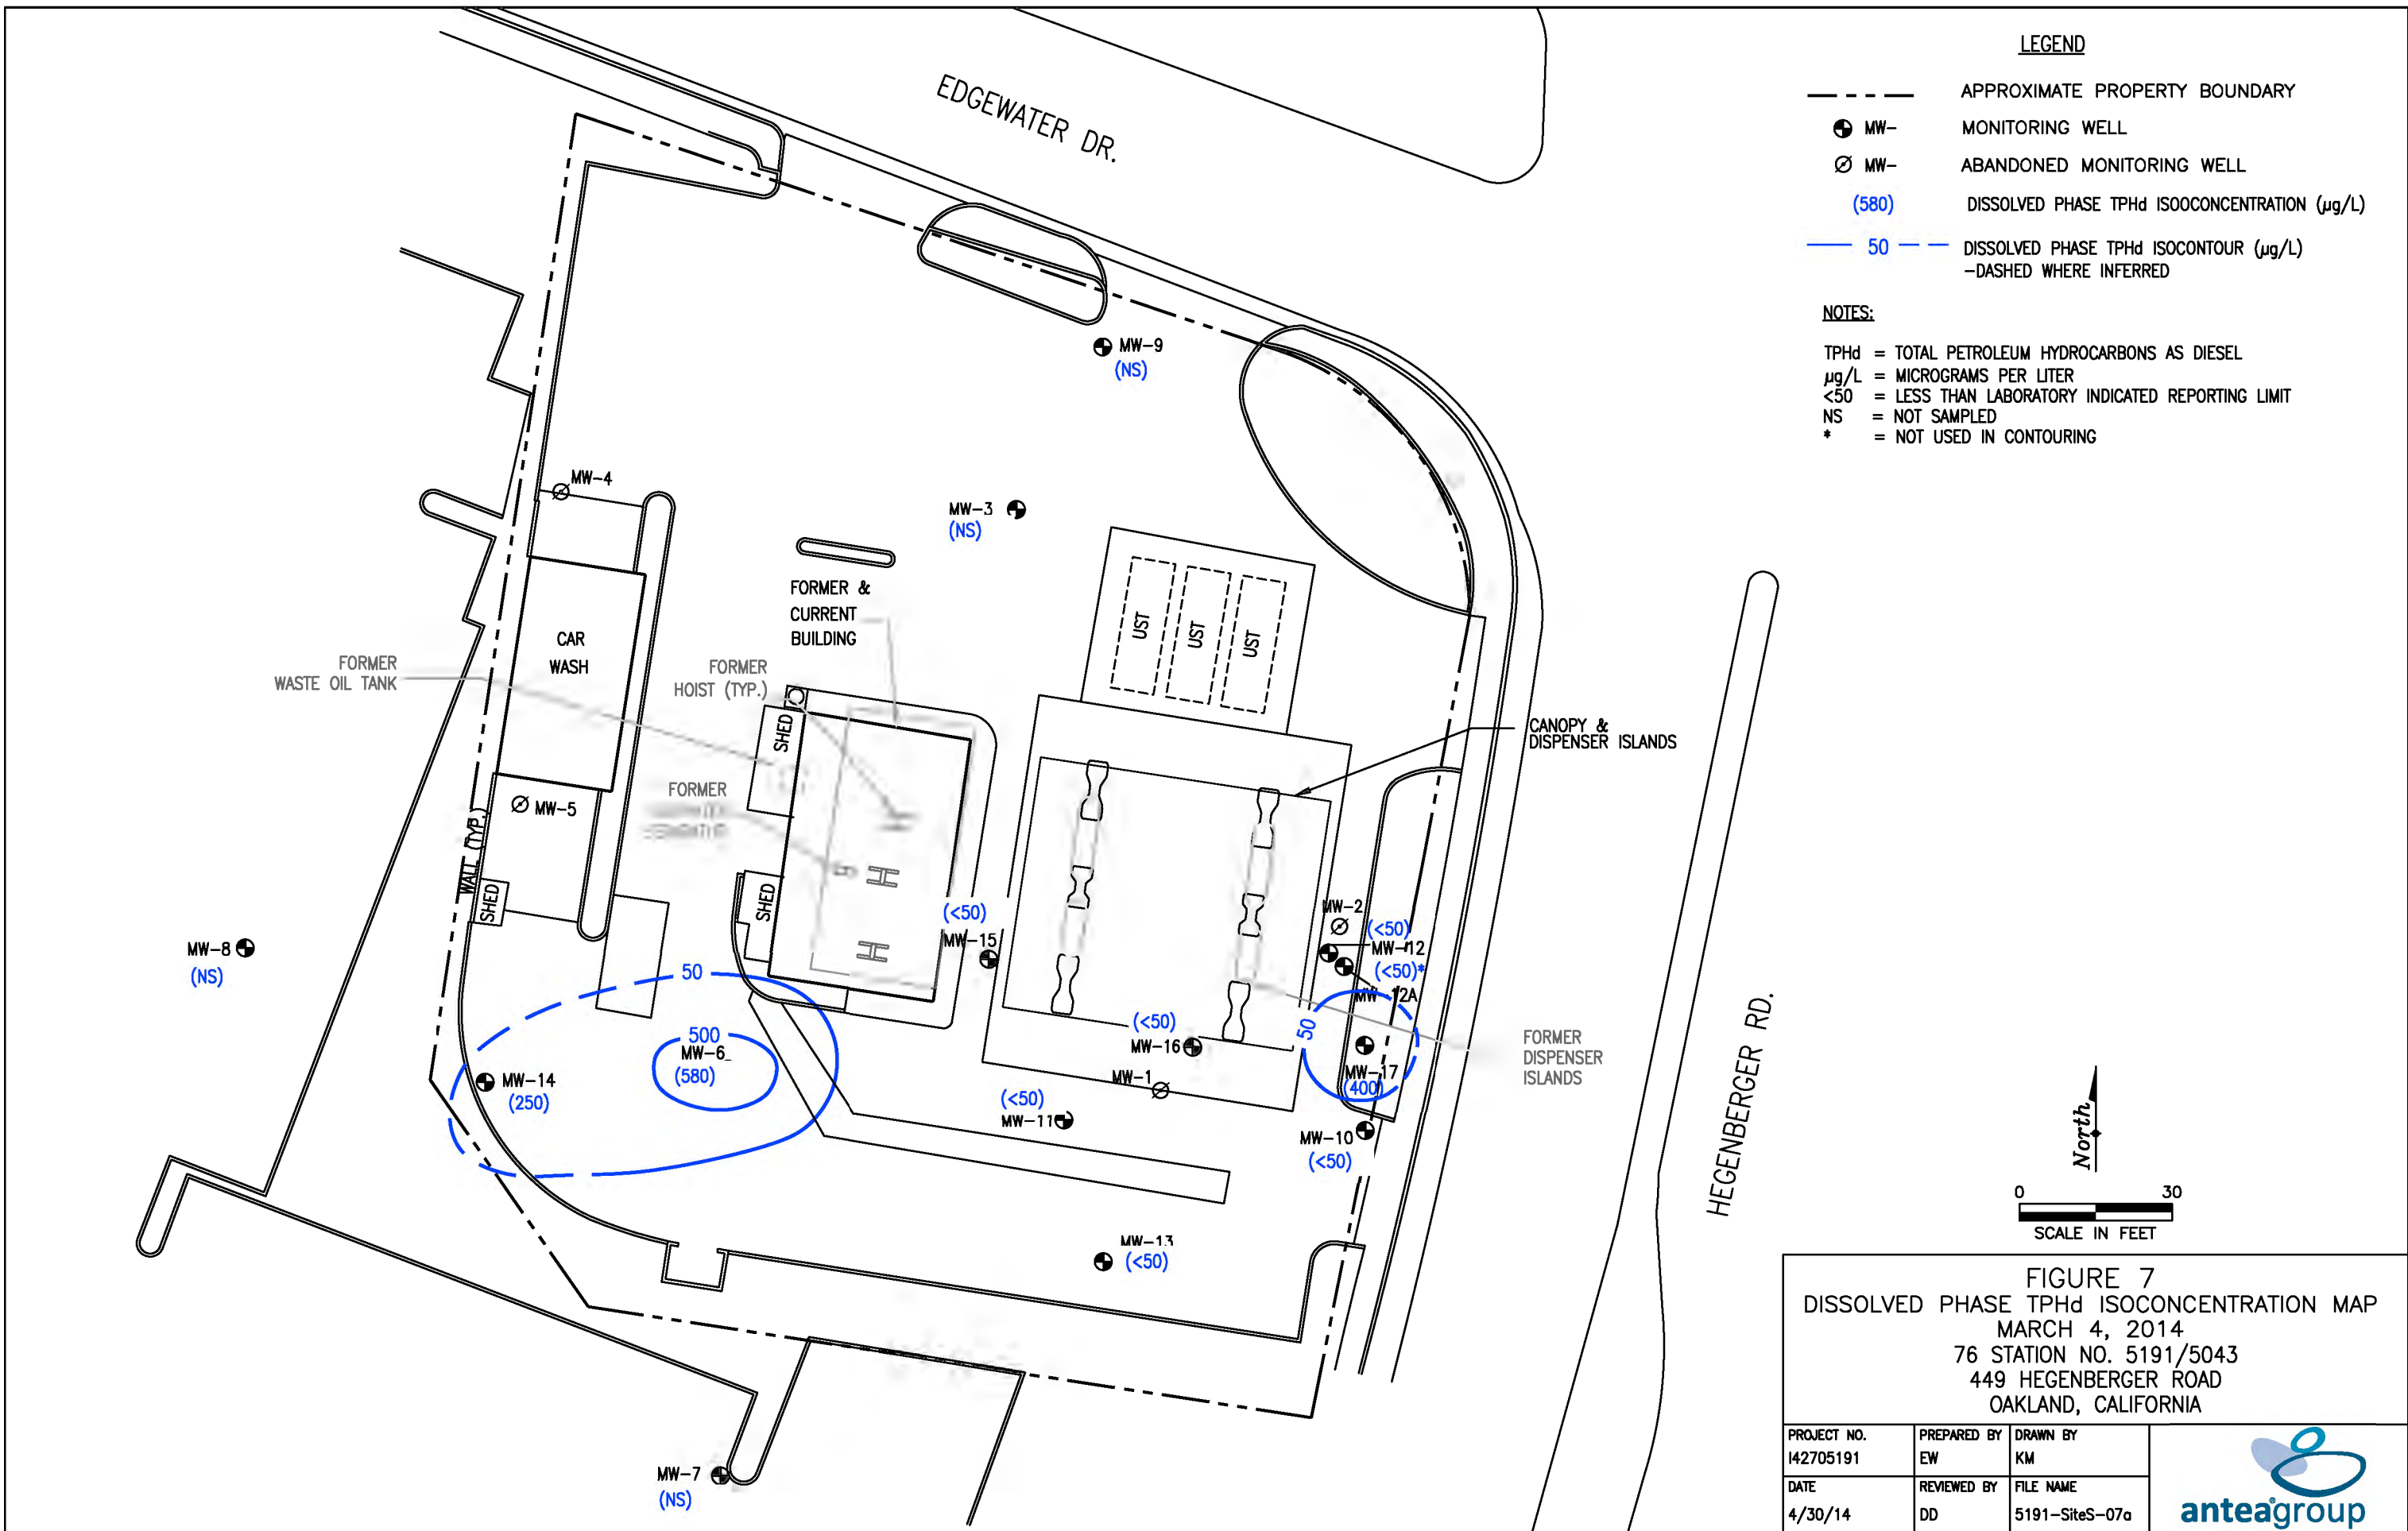 EDGEWATER DR.
LEGEND
APPROXIMATE PROPERTY BOUNDARY
MW- MONITORING WELL
MW- ABANDONED MONITORING WELL
(580) DISSOLVED PHASE TPHd ISOOCONCENTRATION (µg/L)
50 DISSOLVED PHASE TPHd ISOCONTOUR (µg/L)
-DASHED WHERE INFERRED
NOTES:
TPHd = TOTAL PETROLEUM HYDROCARBONS AS DIESEL
µg/L = MICROGRAMS PER LITER
<50 = LESS THAN LABORATORY INDICATED REPORTING LIMIT
NS = NOT SAMPLED
* = NOT USED IN CONTOURING
MW-9
(NS)
MW-4
MW-3
(NS)
FORMER &
CURRENT
BUILDING
UST
UST
UST
CAR
WASH
FORMER
WASTE OIL TANK
FORMER
HOIST (TYP.)
SHED
CANOPY &
DISPENSER ISLANDS
FORMER
MW-5
WALL (TYP.)
SHED
SHED
(<50)
MW-15
MW-2
(<50)
MW-12
(<50)*
MW-12A
MW-8
(NS)
50
500
MW-6
(580)
MW-14
(250)
(<50)
MW-16
MW-1
50
MW-17
(400)
FORMER
DISPENSER
ISLANDS
(<50)
MW-11
MW-10
(<50)
HEGENBERGER RD.
North
0 30
SCALE IN FEET
MW-13
(<50)
MW-7
(NS)
FIGURE 7
DISSOLVED PHASE TPHd ISOCONCENTRATION MAP
MARCH 4, 2014
76 STATION NO. 5191/5043
449 HEGENBERGER ROAD
OAKLAND, CALIFORNIA
PROJECT NO. PREPARED BY DRAWN BY
I42705191 EW KM
DATE REVIEWED BY FILE NAME
4/30/14 DD 5191-SiteS-07a
anteagroup